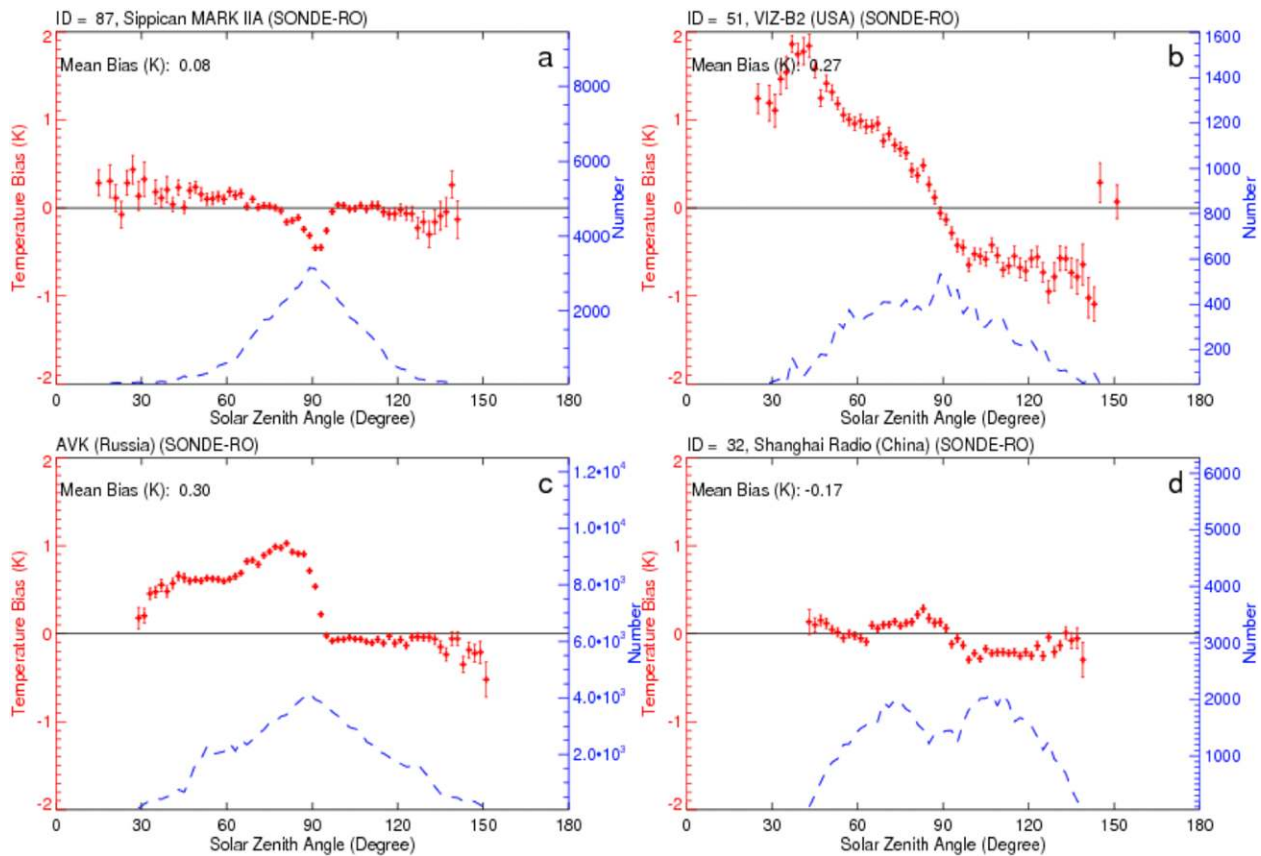 ID = 87, Sippican MARK IIA (SONDE-RO)
2
Mean Bias (K): 0.08
a
8000
1
6000
0
4000
-1
2000
-2
Temperature Bias (K)
Number
0 30 60 90 120 150 180
Solar Zenith Angle (Degree)
ID = 51, VIZ-B2 (USA) (SONDE-RO)
2
1600
Mean Bias (K): 0.27
b
1400
1200
1
1000
0
800
600
-1
400
200
-2
Temperature Bias (K)
Number
0 30 60 90 120 150 180
Solar Zenith Angle (Degree)
AVK (Russia) (SONDE-RO)
2
1.2•10⁴
Mean Bias (K): 0.30
c
1.0•10⁴
1
8.0•10³
0
6.0•10³
4.0•10³
-1
2.0•10³
-2
Temperature Bias (K)
Number
0 30 60 90 120 150 180
Solar Zenith Angle (Degree)
ID = 32, Shanghai Radio (China) (SONDE-RO)
2
6000
Mean Bias (K): -0.17
d
5000
1
4000
0
3000
2000
-1
1000
-2
Temperature Bias (K)
Number
0 30 60 90 120 150 180
Solar Zenith Angle (Degree)